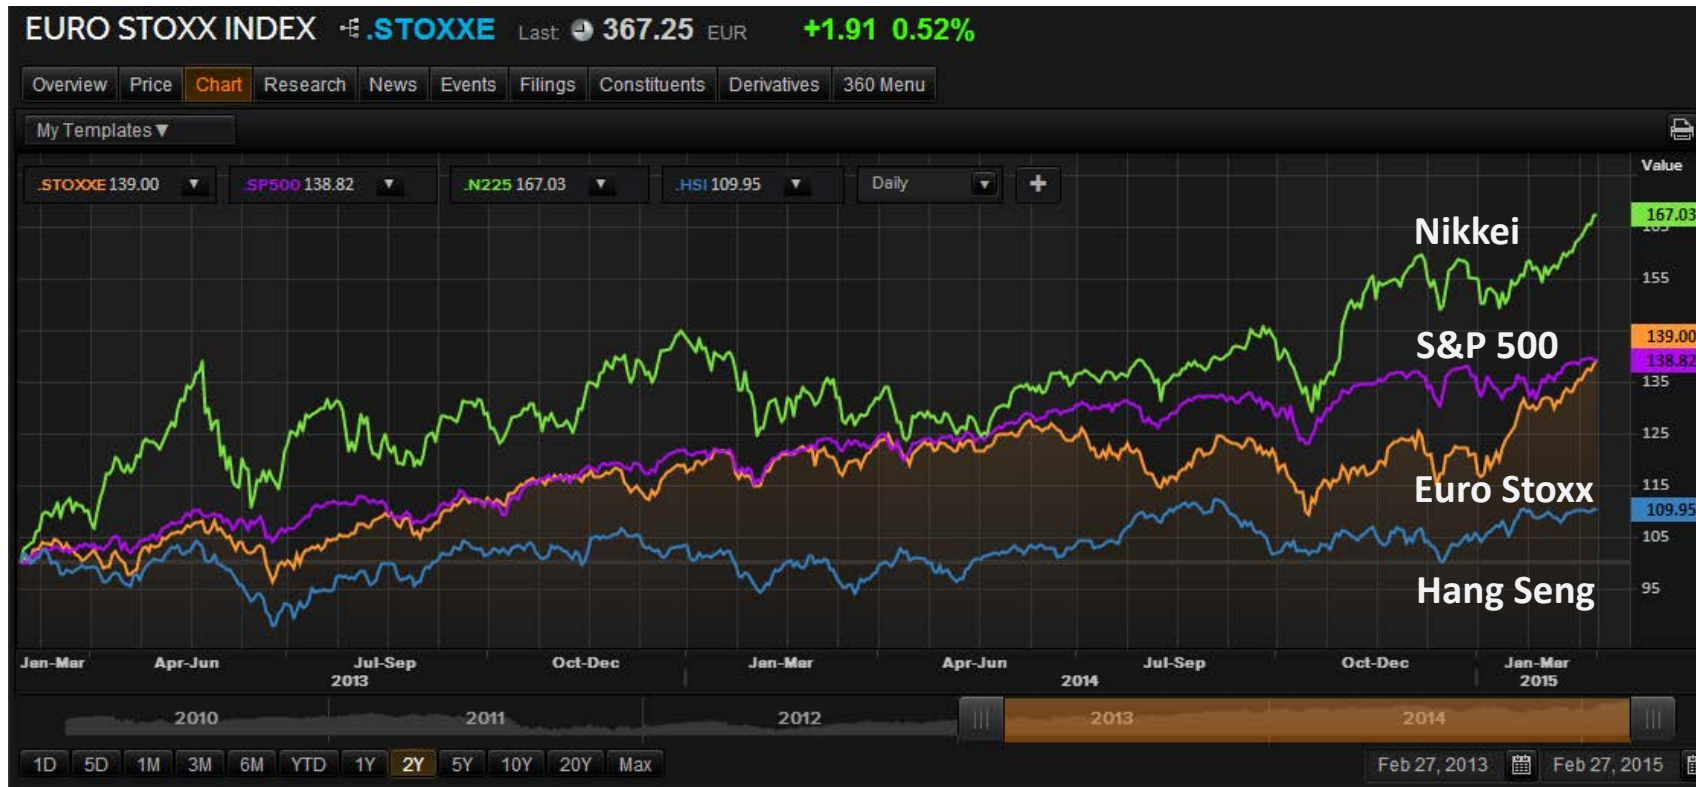 EURO STOXX INDEX .STOXXE Last: 367.25 EUR +1.91 0.52%
Overview Price Chart Research News Events Filings Constituents Derivatives 360 Menu
My Templates ▼
Value
.STOXXE 139.00 ▼ .SP500 138.82 ▼ .N225 167.03 ▼ .HSI 109.95 ▼ Daily ▼ +
167.03
165
Nikkei
155
139.00
S&P 500
138.82
135
125
115
Euro Stoxx
109.95
105
Hang Seng
95
Jan-Mar Apr-Jun Jul-Sep Oct-Dec Jan-Mar Apr-Jun Jul-Sep Oct-Dec Jan-Mar
2013 2014 2015
2010 2011 2012 2013 2014
1D 5D 1M 3M 6M YTD 1Y 2Y 5Y 10Y 20Y Max Feb 27, 2013 Feb 27, 2015